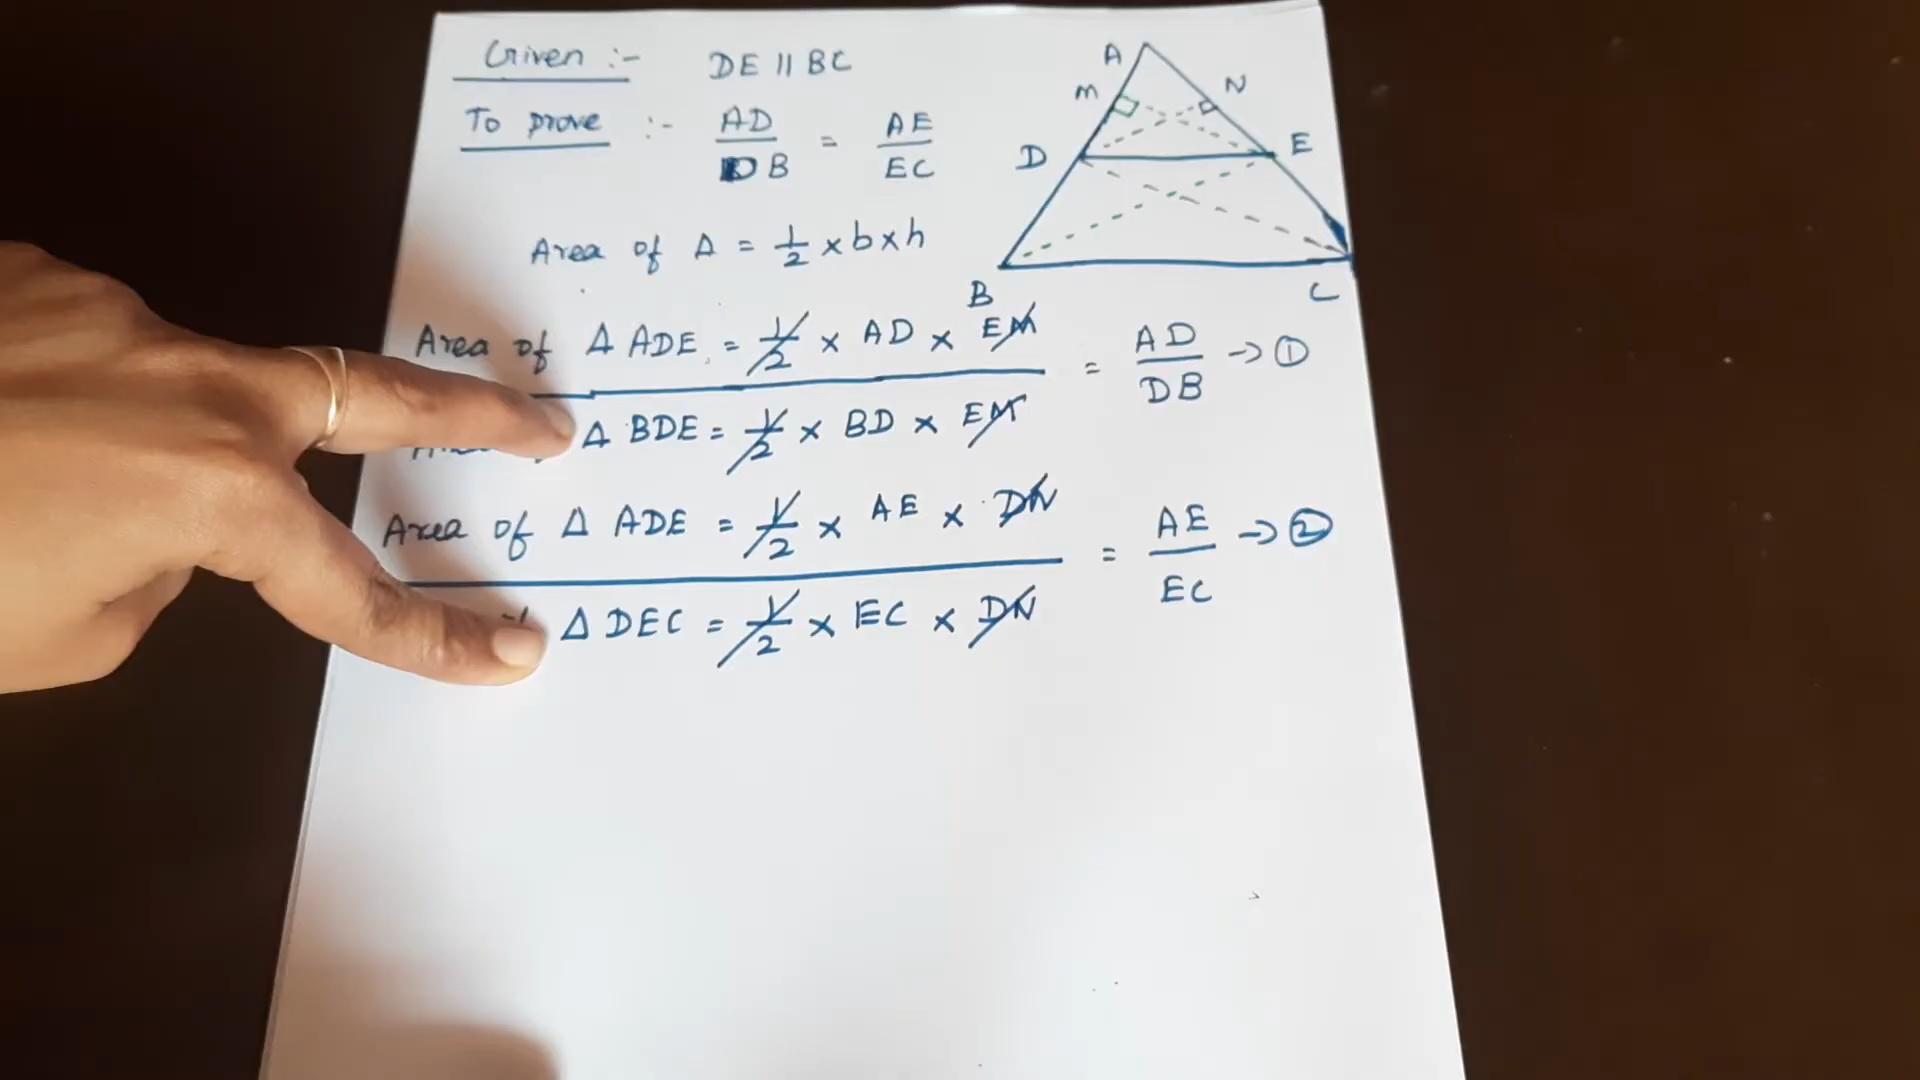 Given :- DE || BC
To prove :- AD/DB = AE/EC
Area of Δ = 1/2 × b × h
Area of Δ ADE = 1/2 × AD × EM
Δ BDE = 1/2 × BD × EM
= AD/DB → ①
Area of Δ ADE = 1/2 × AE × DN
Δ DEC = 1/2 × EC × DN
= AE/EC → ②
A
M
N
D
E
B
C